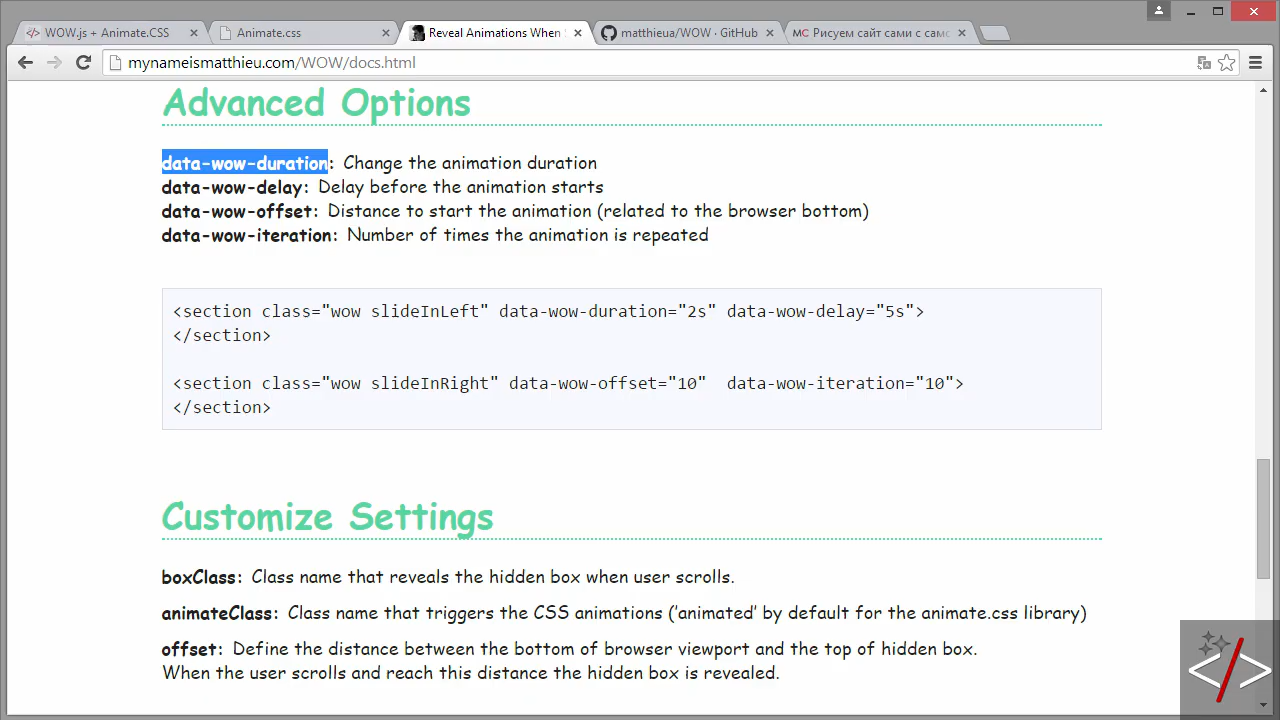 WOW.js + Animate.CSS
Animate.css
Reveal Animations When
matthieua/WOW · GitHub
МС Рисуем сайт сами с самс
mynameismatthieu.com/WOW/docs.html
Advanced Options
data-wow-duration: Change the animation duration
data-wow-delay: Delay before the animation starts
data-wow-offset: Distance to start the animation (related to the browser bottom)
data-wow-iteration: Number of times the animation is repeated
<section class="wow slideInLeft" data-wow-duration="2s" data-wow-delay="5s">
</section>
<section class="wow slideInRight" data-wow-offset="10"  data-wow-iteration="10">
</section>
Customize Settings
boxClass: Class name that reveals the hidden box when user scrolls.
animateClass: Class name that triggers the CSS animations ('animated' by default for the animate.css library)
offset: Define the distance between the bottom of browser viewport and the top of hidden box.
When the user scrolls and reach this distance the hidden box is revealed.